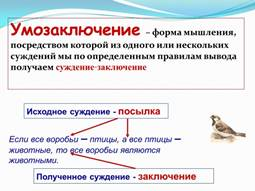 Умозаключение – форма мышления,
посредством которой из одного или нескольких
суждений мы по определенным правилам вывода
получаем суждение-заключение
Исходное суждение - посылка
Если все воробьи – птицы, а все птицы –
животные, то все воробьи являются
животными.
Полученное суждение - заключение